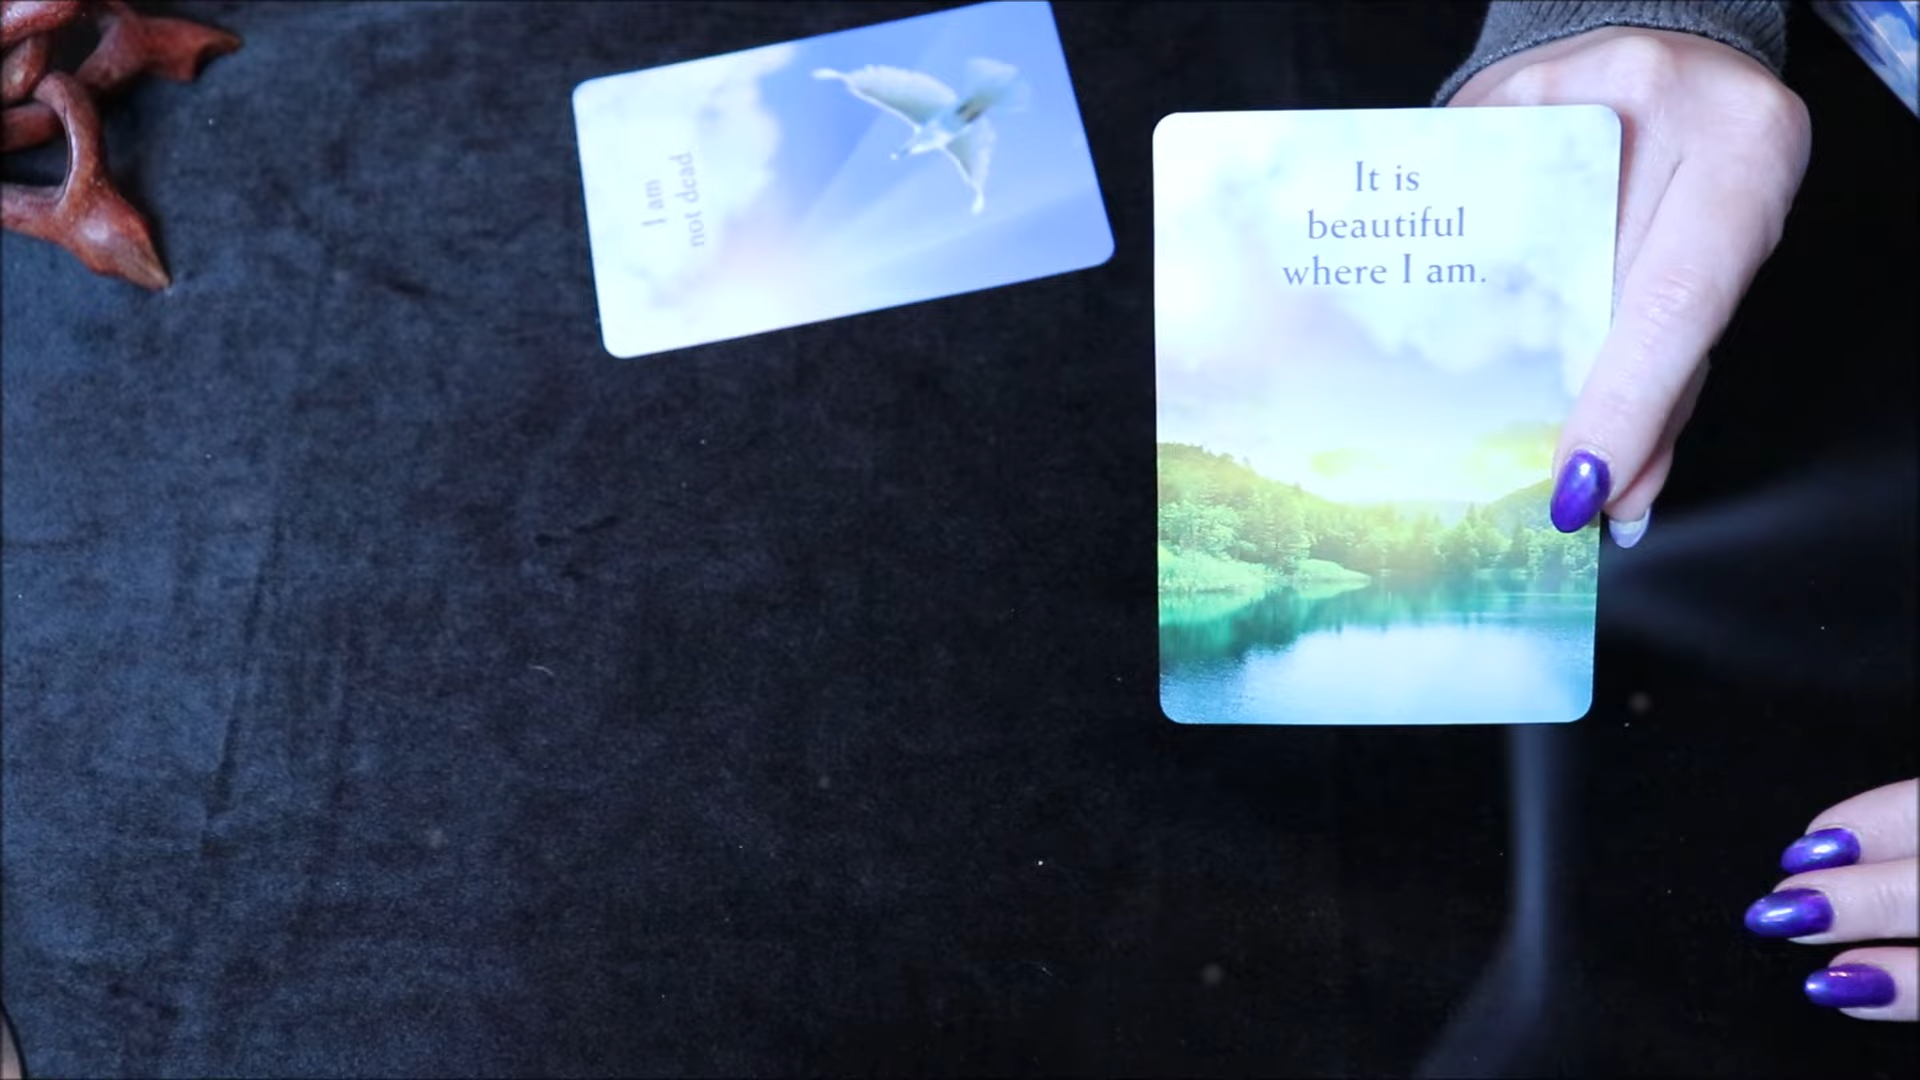 I am
not dead
It is
beautiful
where I am.